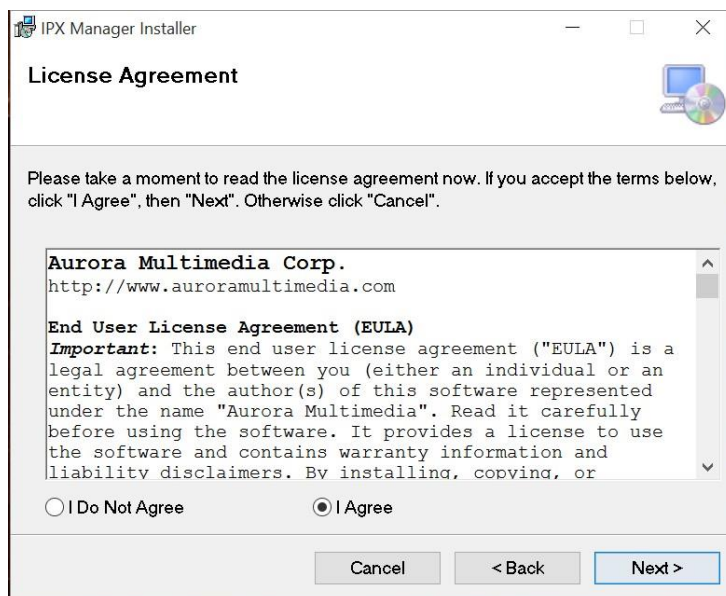 IPX Manager Installer
License Agreement
Please take a moment to read the license agreement now. If you accept the terms below,
click "I Agree", then "Next". Otherwise click "Cancel".
Aurora Multimedia Corp.
http://www.auroramultimedia.com
End User License Agreement (EULA)
Important: This end user license agreement ("EULA") is a
legal agreement between you (either an individual or an
entity) and the author(s) of this software represented
under the name "Aurora Multimedia". Read it carefully
before using the software. It provides a license to use
the software and contains warranty information and
liability disclaimers. By installing, copying, or
I Do Not Agree
I Agree
Cancel
< Back
Next >